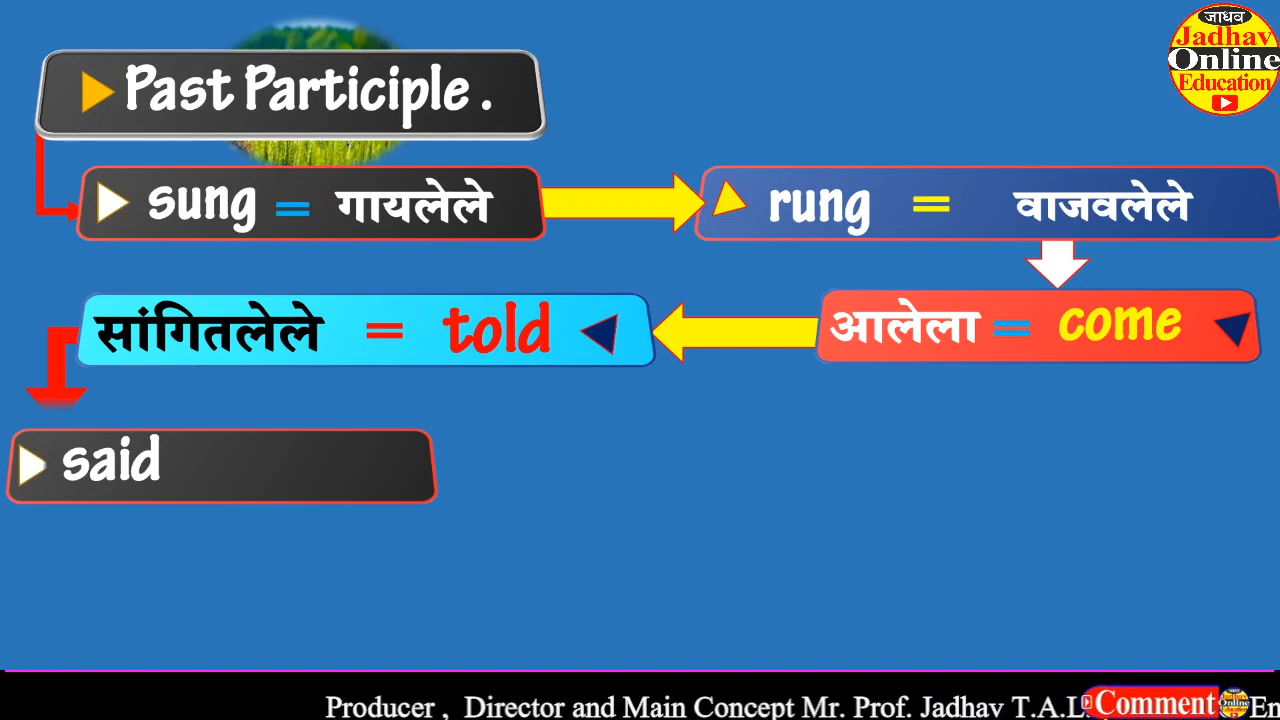 जाधव
Jadhav
Online
Education
Past Participle .
sung = गायलेले
rung = वाजवलेले
सांगितलेले = told
आलेला = come
said
Producer , Director and Main Concept Mr. Prof. Jadhav T.A.L.
Comment
En